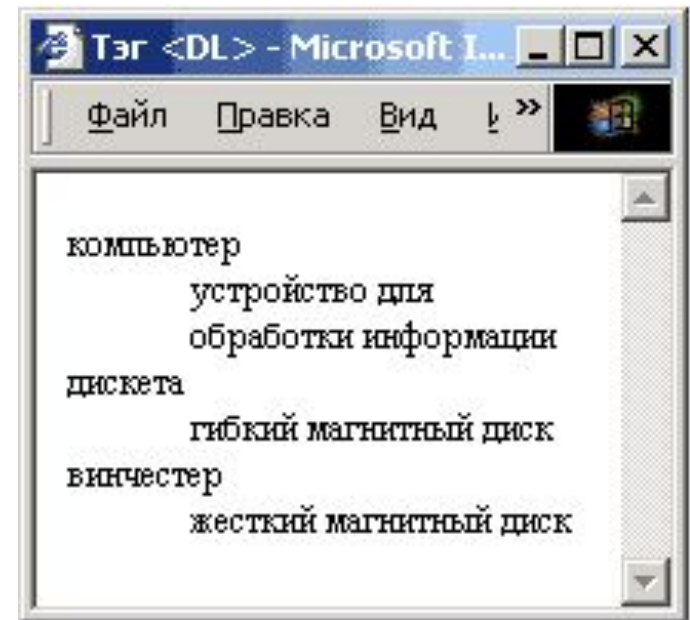 Тэг <DL> - Microsoft I...
Файл Правка Вид »
компьютер
устройство для
обработки информации
дискета
гибкий магнитный диск
винчестер
жесткий магнитный диск